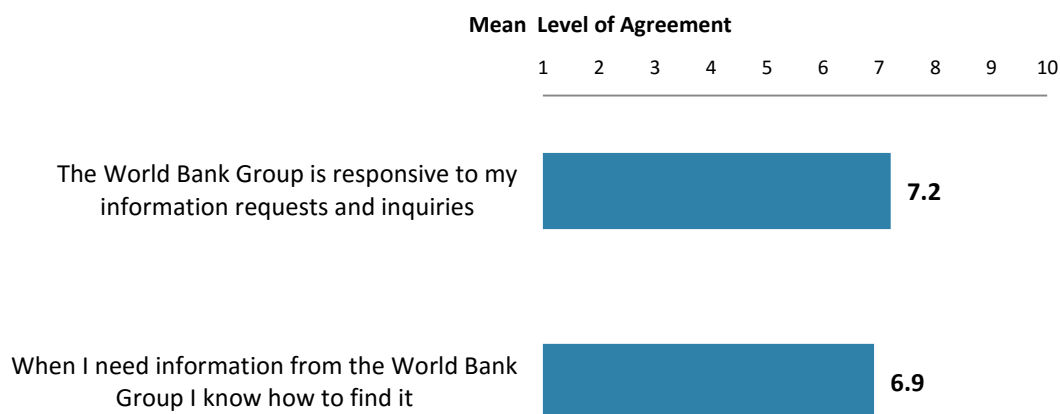 Mean Level of Agreement
1 2 3 4 5 6 7 8 9 10
The World Bank Group is responsive to my
information requests and inquiries
7.2
When I need information from the World Bank
Group I know how to find it
6.9